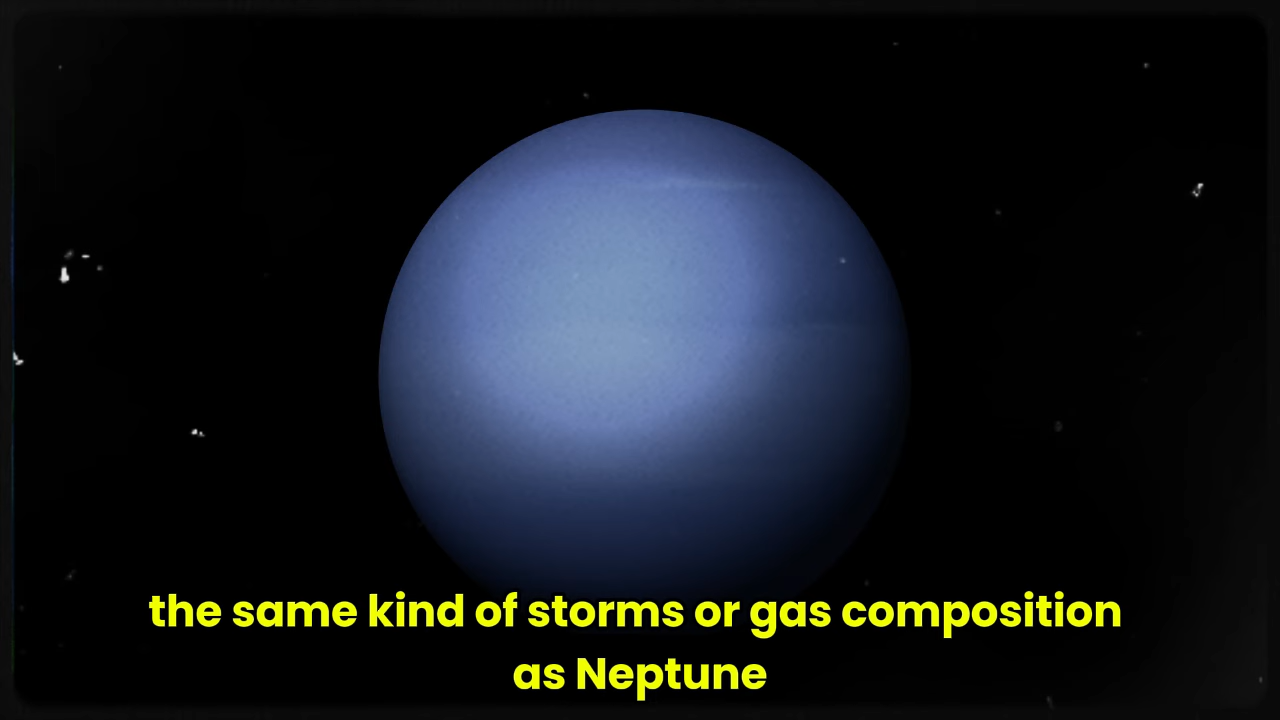 the same kind of storms or gas composition
as Neptune